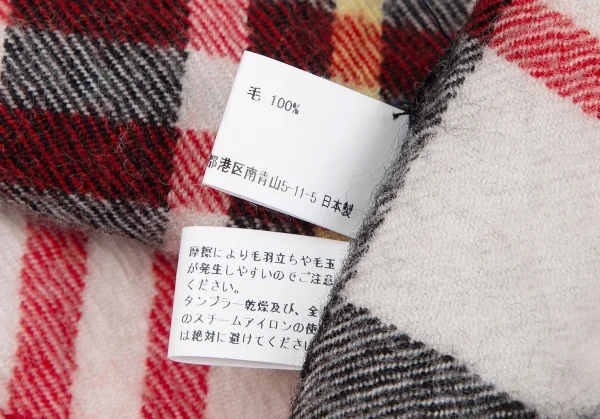 毛 100%
都港区南青山5-11-5 日本製
摩擦により毛羽立ちや毛玉
が発生しやすいのでご注意
ください。
タンブラー乾燥及び、全
のスチームアイロンの使
は絶対に避けてください